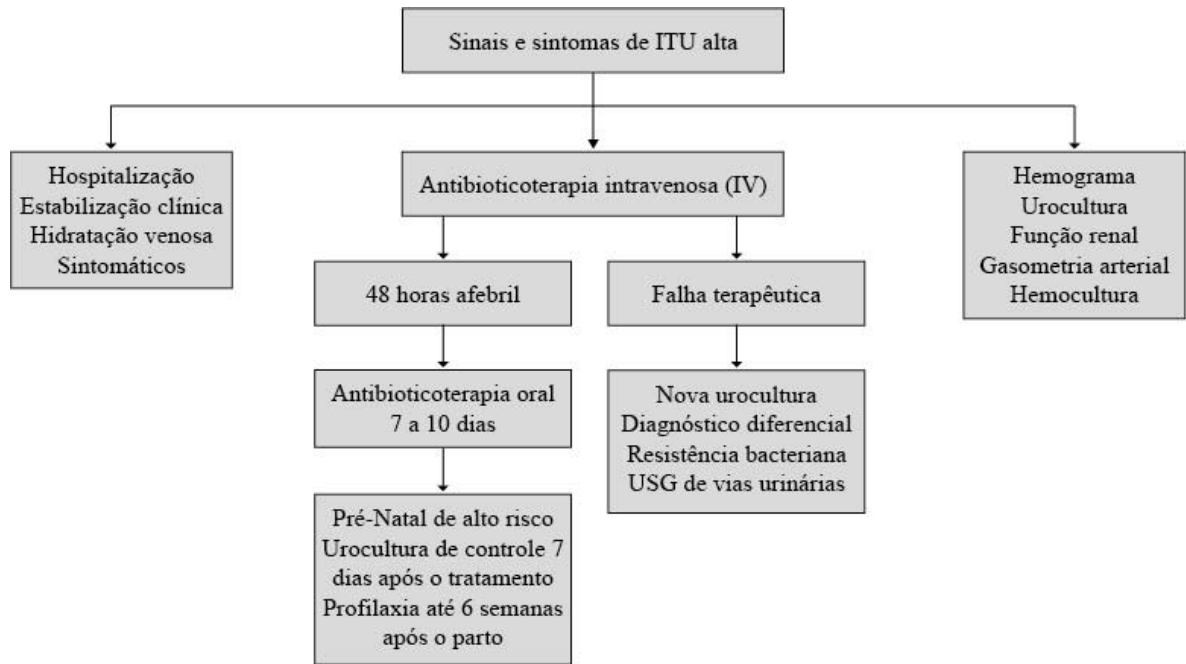 Sinais e sintomas de ITU alta
Hospitalização
Estabilização clínica
Hidratação venosa
Sintomáticos
Antibioticoterapia intravenosa (IV)
Hemograma
Urocultura
Função renal
Gasometria arterial
Hemocultura
48 horas afebril
Falha terapêutica
Antibioticoterapia oral
7 a 10 dias
Nova urocultura
Diagnóstico diferencial
Resistência bacteriana
USG de vias urinárias
Pré-Natal de alto risco
Urocultura de controle 7
dias após o tratamento
Profilaxia até 6 semanas
após o parto